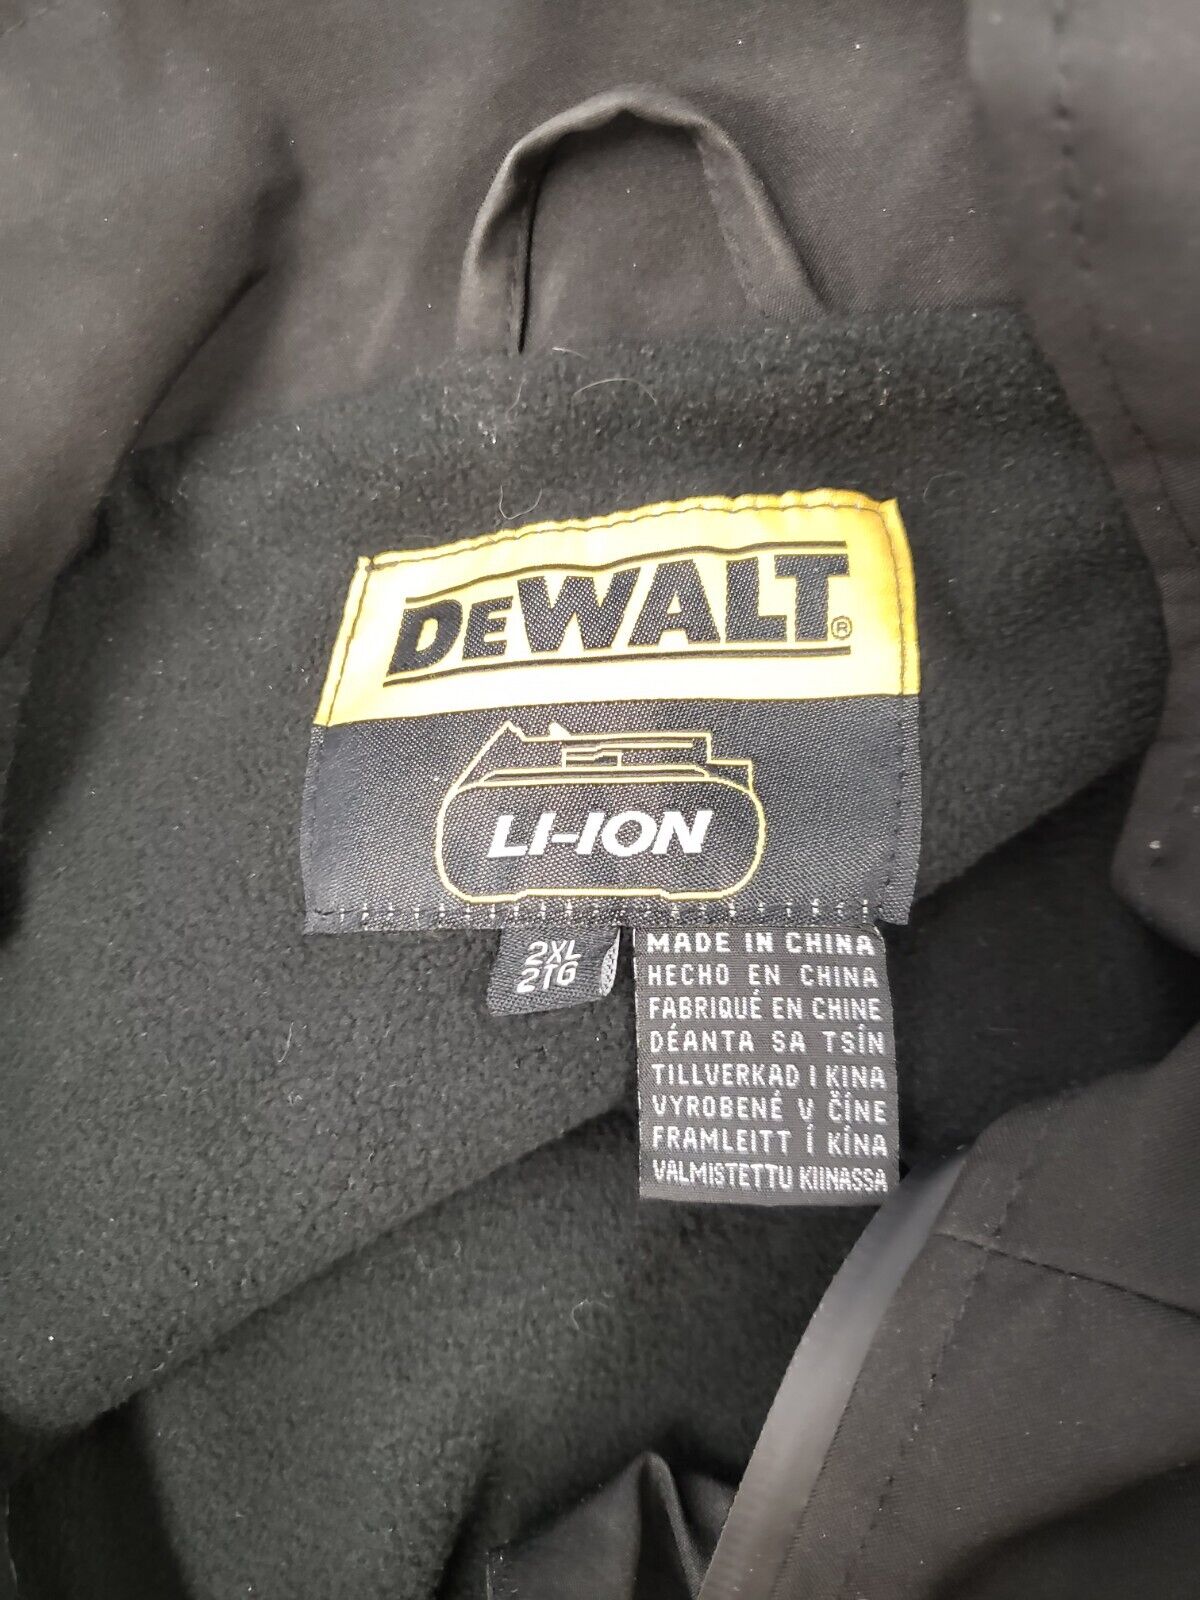 DEWALT®
LI-ION
2XL
2TG
MADE IN CHINA
HECHO EN CHINA
FABRIQUÉ EN CHINE
DÉANTA SA TSÍN
TILLVERKAD I KINA
VYROBENÉ V ČÍNE
FRAMLEITT Í KÍNA
VALMISTETTU KIINASSA